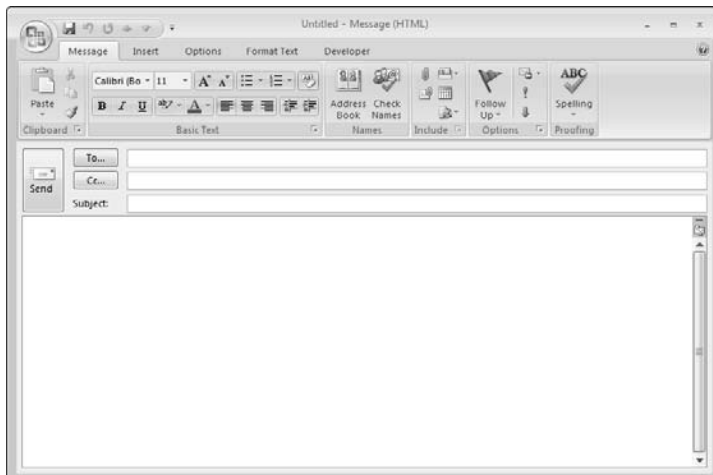 Untitled - Message (HTML)
Message Insert Options Format Text Developer
Calibri (Bo 11 A A
ABC
Paste
B I U ab A
Address Book
Check Names
Follow Up
Spelling
Clipboard Basic Text Names Include Options Proofing
To...
Cc...
Send
Subject: